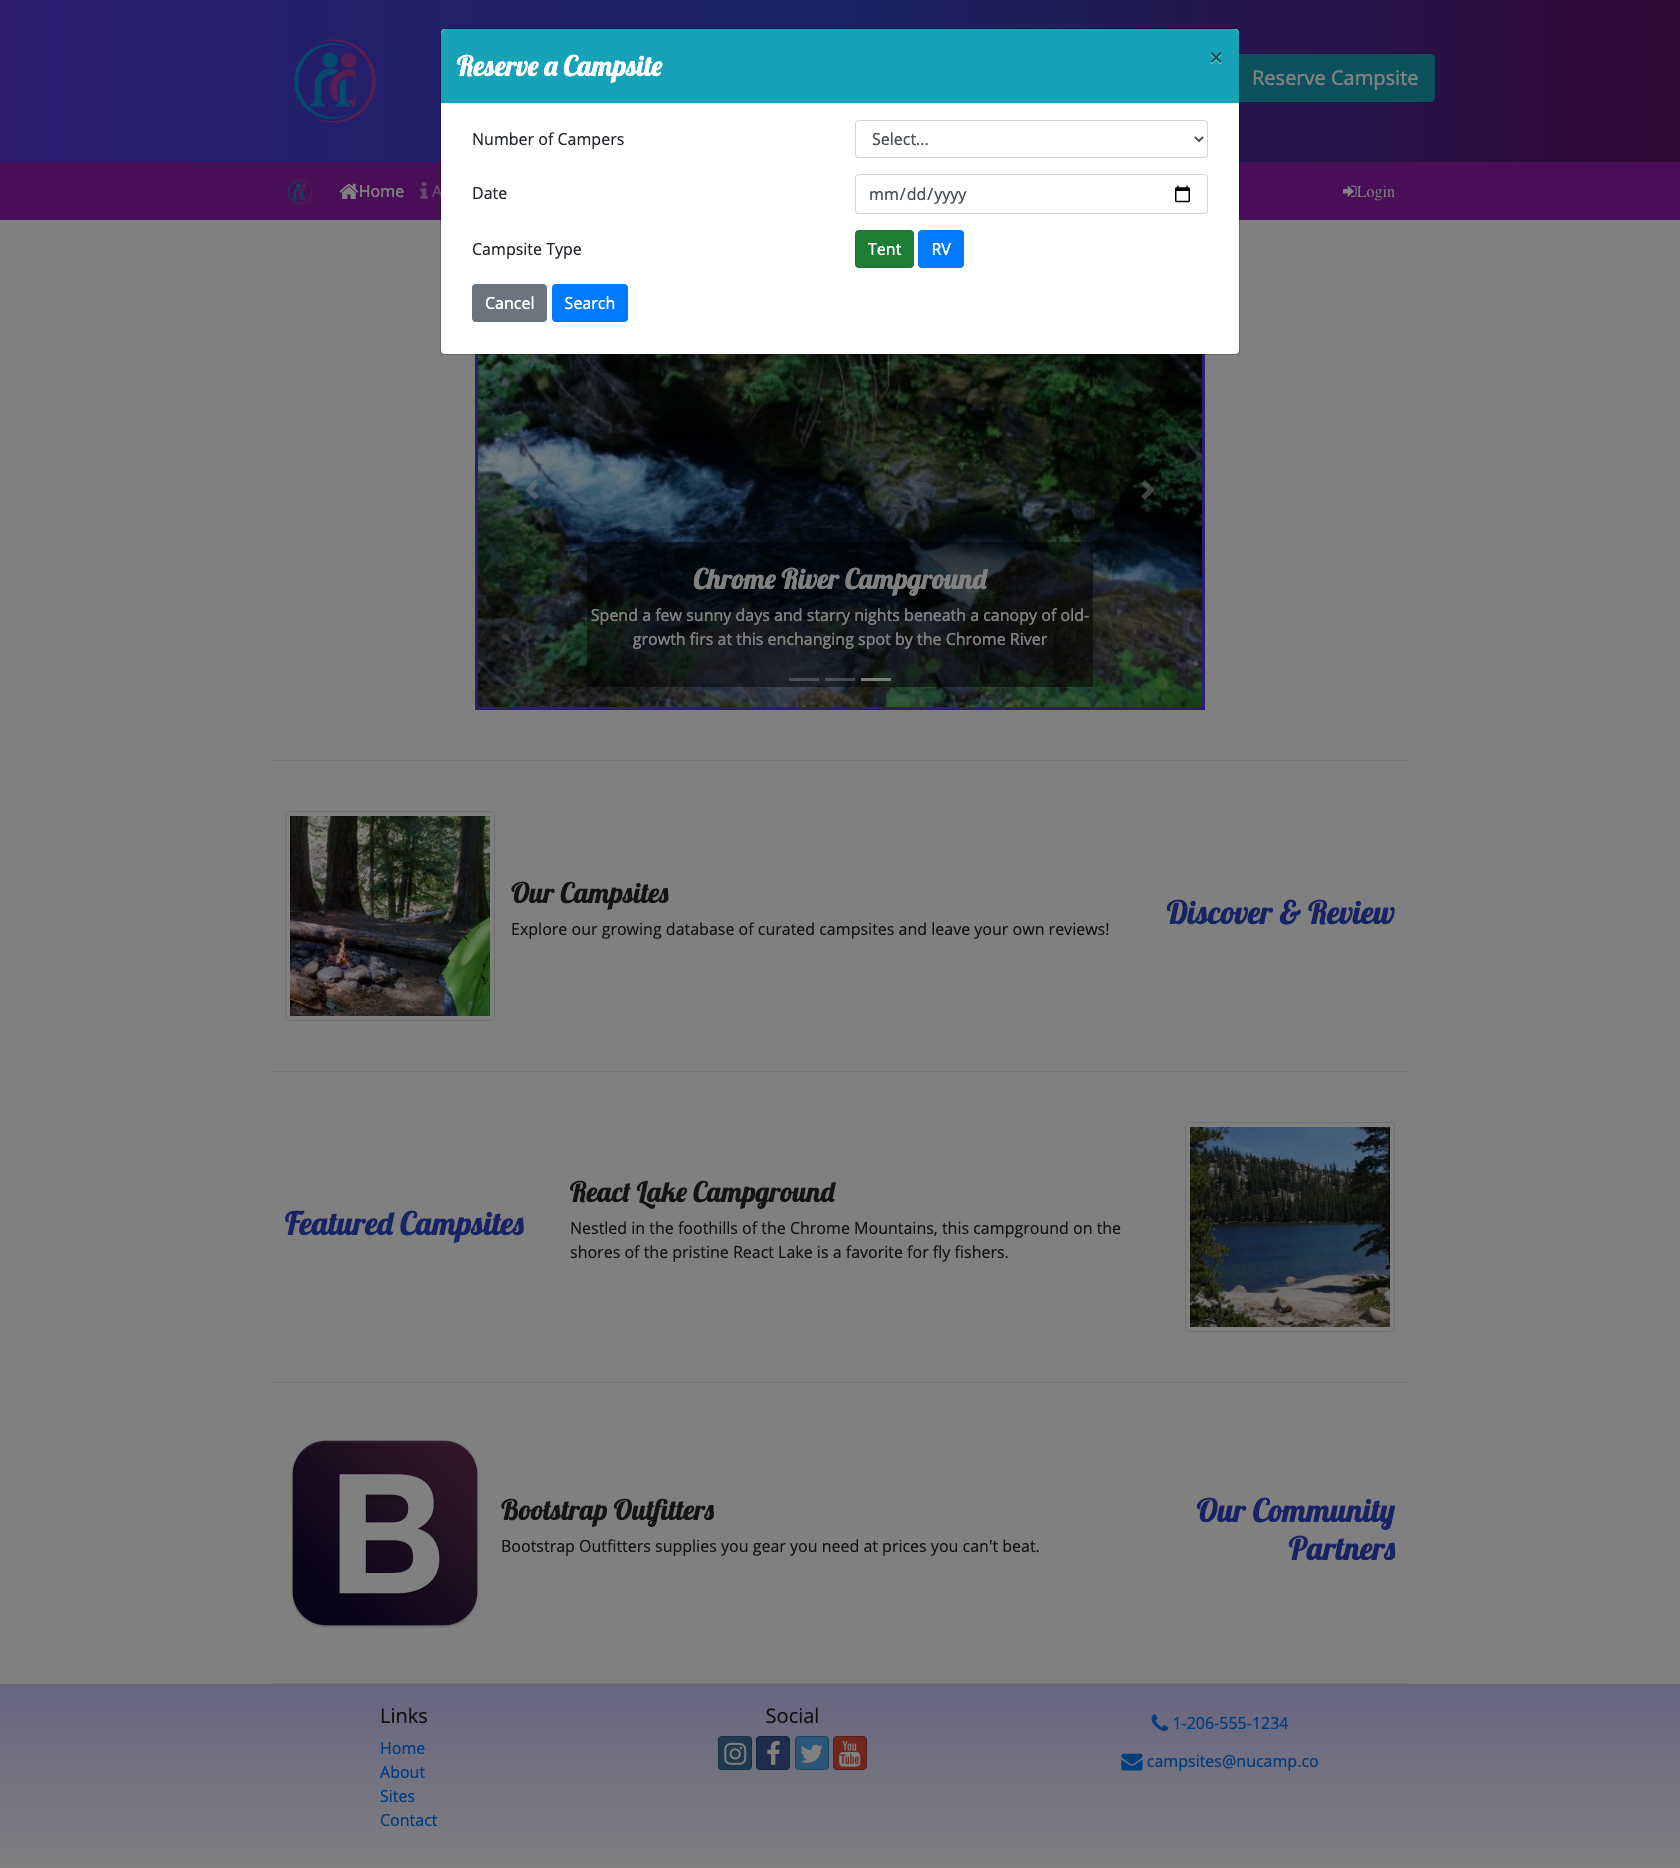 Reserve a Campsite
×
Reserve Campsite
Number of Campers
Select...
Date
mm/dd/yyyy
Campsite Type
Tent
RV
Cancel
Search
Home
A
Login
Chrome River Campground
Spend a few sunny days and starry nights beneath a canopy of old-
growth firs at this enchanging spot by the Chrome River
Our Campsites
Explore our growing database of curated campsites and leave your own reviews!
Discover & Review
Featured Campsites
React Lake Campground
Nestled in the foothills of the Chrome Mountains, this campground on the
shores of the pristine React Lake is a favorite for fly fishers.
B
Bootstrap Outfitters
Bootstrap Outfitters supplies you gear you need at prices you can't beat.
Our Community
Partners
Links
Home
About
Sites
Contact
Social
You
Tube
1-206-555-1234
campsites@nucamp.co